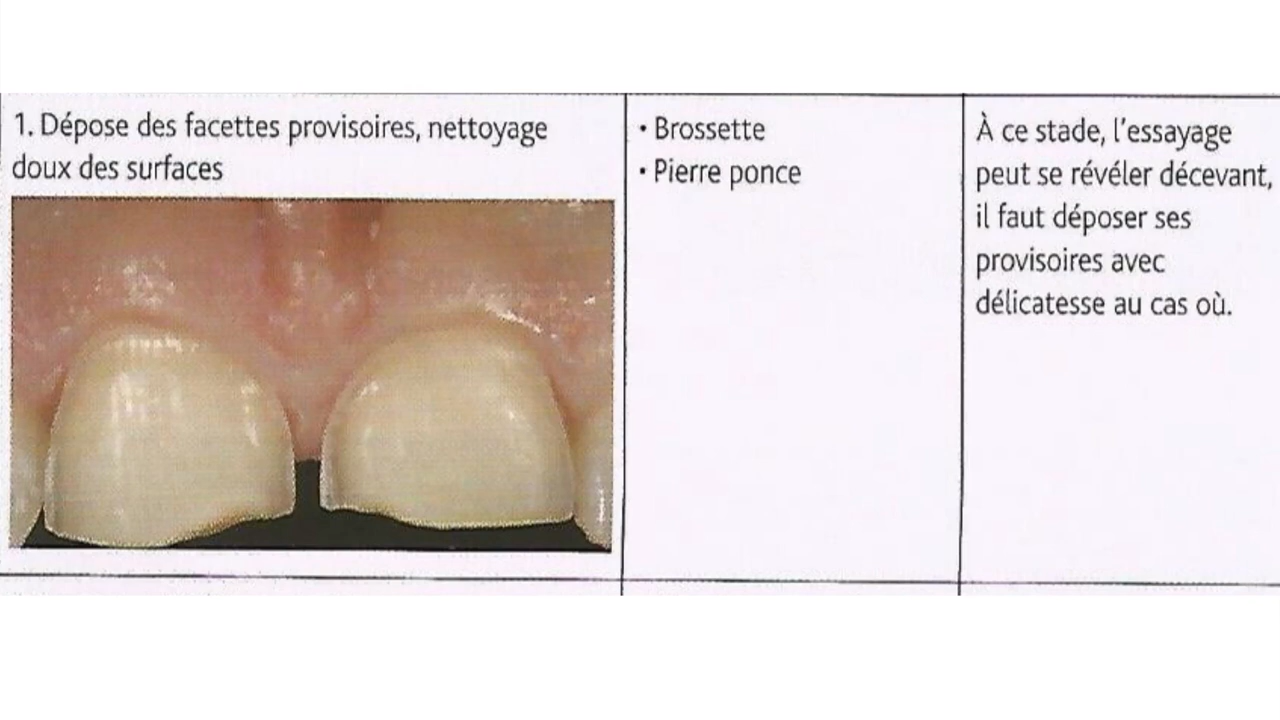 1. Dépose des facettes provisoires, nettoyage
doux des surfaces
• Brossette
• Pierre ponce
À ce stade, l'essayage
peut se révéler décevant,
il faut déposer ses
provisoires avec
délicatesse au cas où.